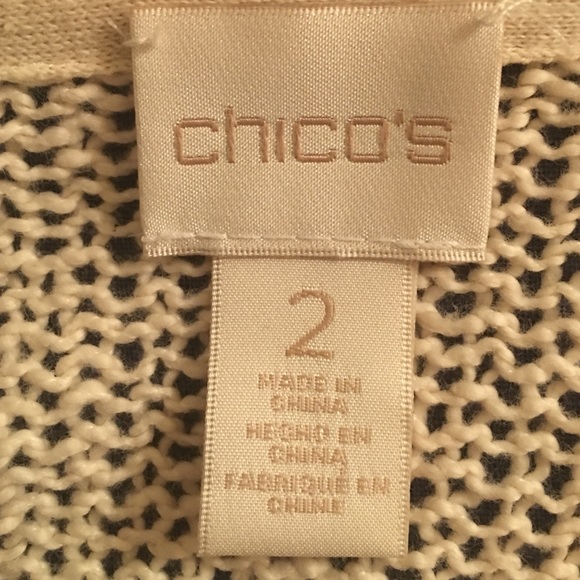 chico's
2
MADE IN
CHINA
HECHO EN
CHINA
FABRIQUÉ EN
CHINE